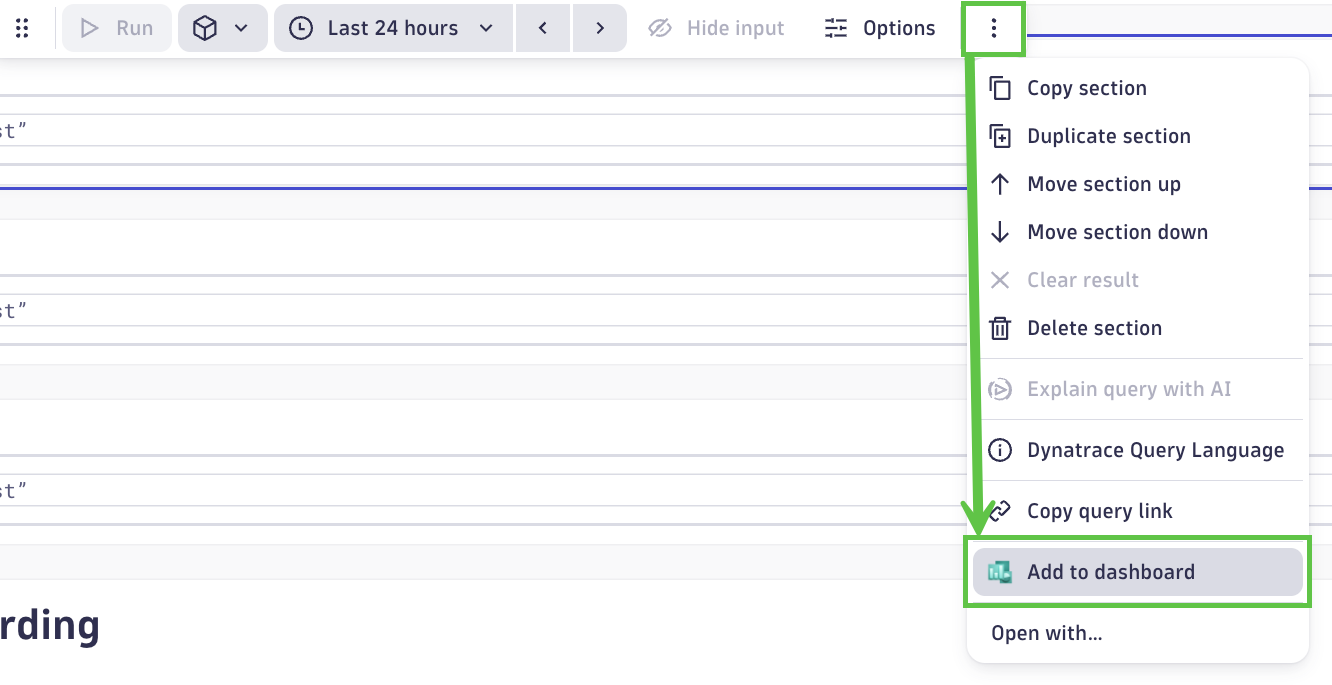 Run Last 24 hours Hide input Options
Copy section
st”
Duplicate section
Move section up
Move section down
Clear result
st”
Delete section
Explain query with AI
Dynatrace Query Language
st”
Copy query link
Add to dashboard
rding
Open with...